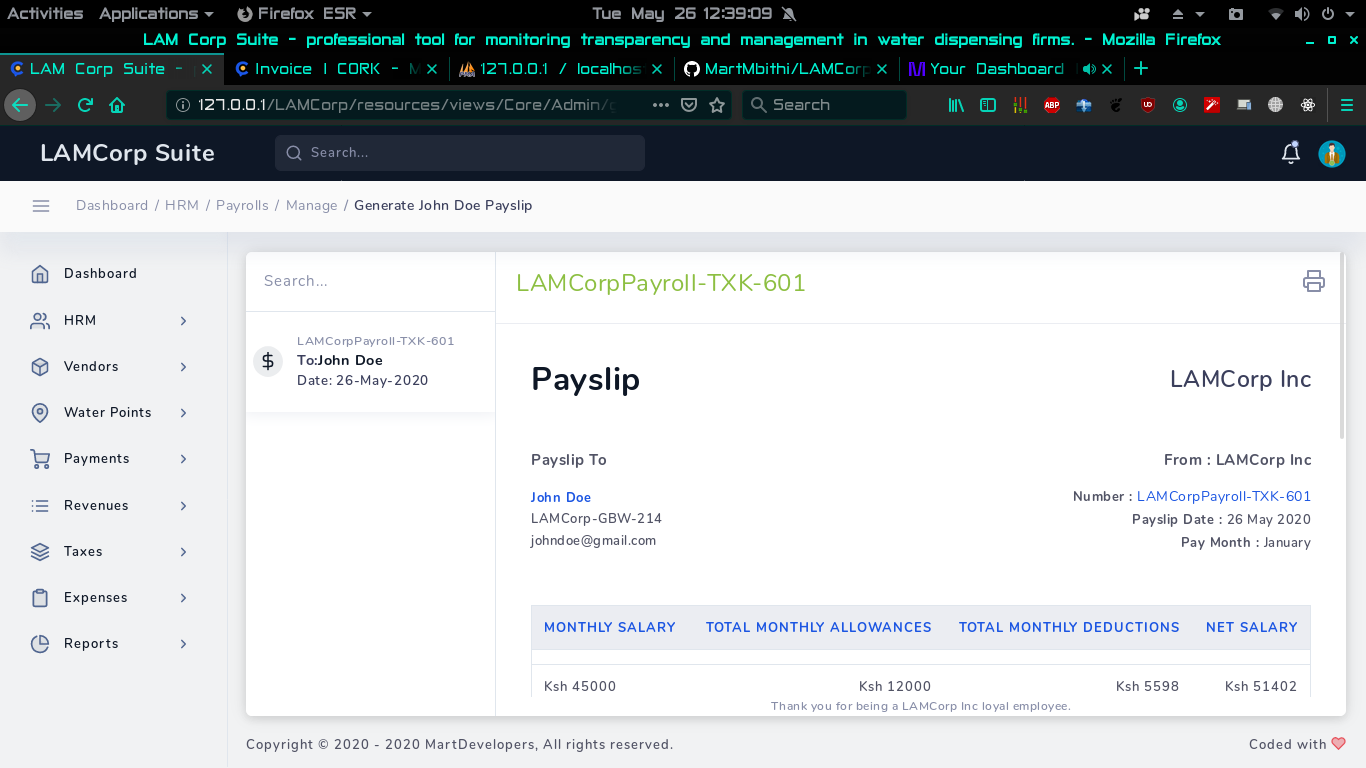 Activities Applications Firefox ESR Tue May 26 12:39:09
LAM Corp Suite - professional tool for monitoring transparency and management in water dispensing firms. - Mozilla Firefox
LAM Corp Suite - Invoice | CORK - 127.0.0.1 / localhos MartMbithi/LAMCorp Your Dashboard
127.0.0.1/LAMCorp/resources/views/Core/Admin/ Search
LAMCorp Suite Search...
Dashboard / HRM / Payrolls / Manage / Generate John Doe Payslip
Dashboard
HRM
Vendors
Water Points
Payments
Revenues
Taxes
Expenses
Reports
Search...
LAMCorpPayroll-TXK-601
To:John Doe
Date: 26-May-2020
LAMCorpPayroll-TXK-601
Payslip LAMCorp Inc
Payslip To From : LAMCorp Inc
John Doe Number : LAMCorpPayroll-TXK-601
LAMCorp-GBW-214 Payslip Date : 26 May 2020
johndoe@gmail.com Pay Month : January
MONTHLY SALARY TOTAL MONTHLY ALLOWANCES TOTAL MONTHLY DEDUCTIONS NET SALARY
Ksh 45000 Ksh 12000 Ksh 5598 Ksh 51402
Thank you for being a LAMCorp Inc loyal employee.
Copyright © 2020 - 2020 MartDevelopers, All rights reserved. Coded with